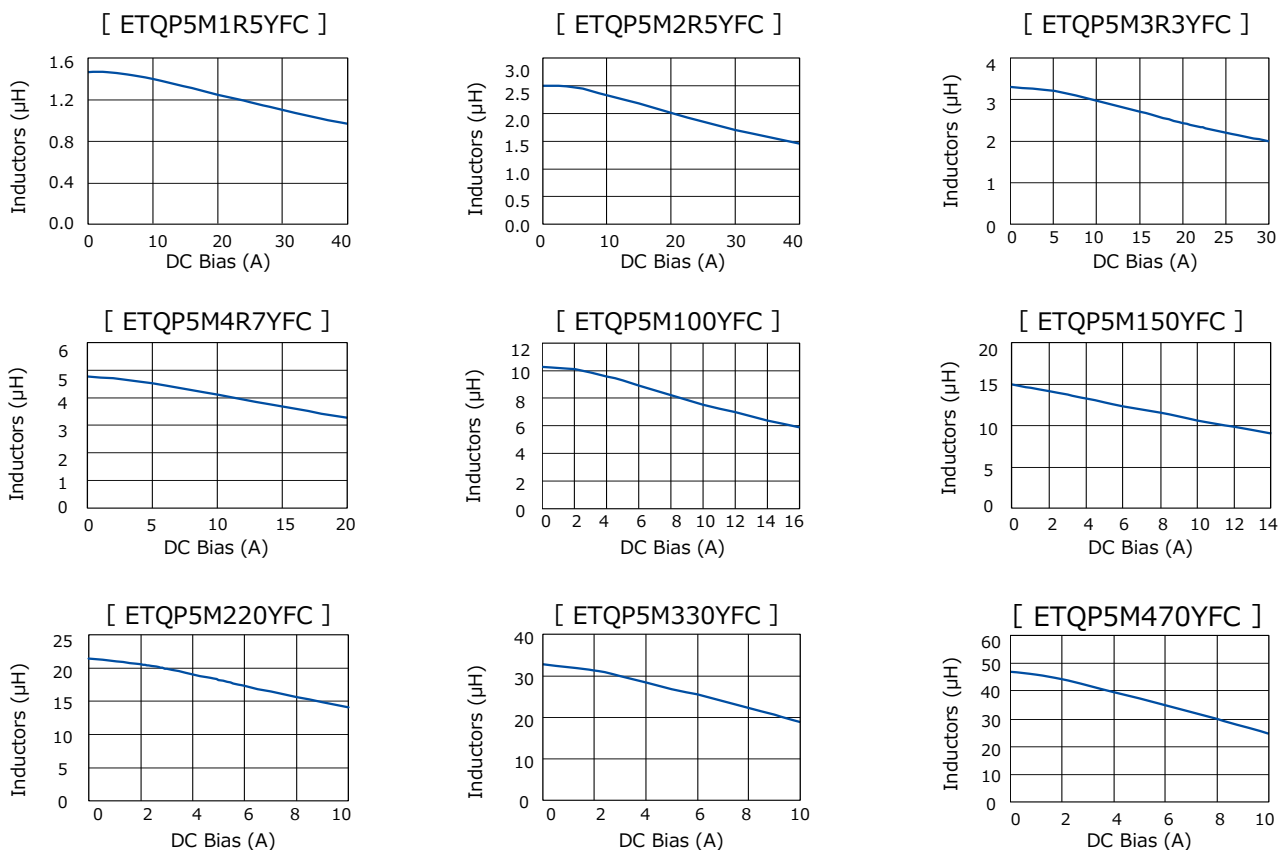 [ ETQP5M1R5YFC ]
Inductors (μH)
1.6
1.2
0.8
0.4
0.0
0 10 20 30 40
DC Bias (A)
[ ETQP5M2R5YFC ]
Inductors (μH)
3.0
2.5
2.0
1.5
1.0
0.5
0.0
0 10 20 30 40
DC Bias (A)
[ ETQP5M3R3YFC ]
Inductors (μH)
4
3
2
1
0
0 5 10 15 20 25 30
DC Bias (A)
[ ETQP5M4R7YFC ]
Inductors (μH)
6
5
4
3
2
1
0
0 5 10 15 20
DC Bias (A)
[ ETQP5M100YFC ]
Inductors (μH)
12
10
8
6
4
2
0
0 2 4 6 8 10 12 14 16
DC Bias (A)
[ ETQP5M150YFC ]
Inductors (μH)
20
15
10
5
0
0 2 4 6 8 10 12 14
DC Bias (A)
[ ETQP5M220YFC ]
Inductors (μH)
25
20
15
10
5
0
0 2 4 6 8 10
DC Bias (A)
[ ETQP5M330YFC ]
Inductors (μH)
40
30
20
10
0
0 2 4 6 8 10
DC Bias (A)
[ ETQP5M470YFC ]
Inductors (μH)
60
50
40
30
20
10
0
0 2 4 6 8 10
DC Bias (A)